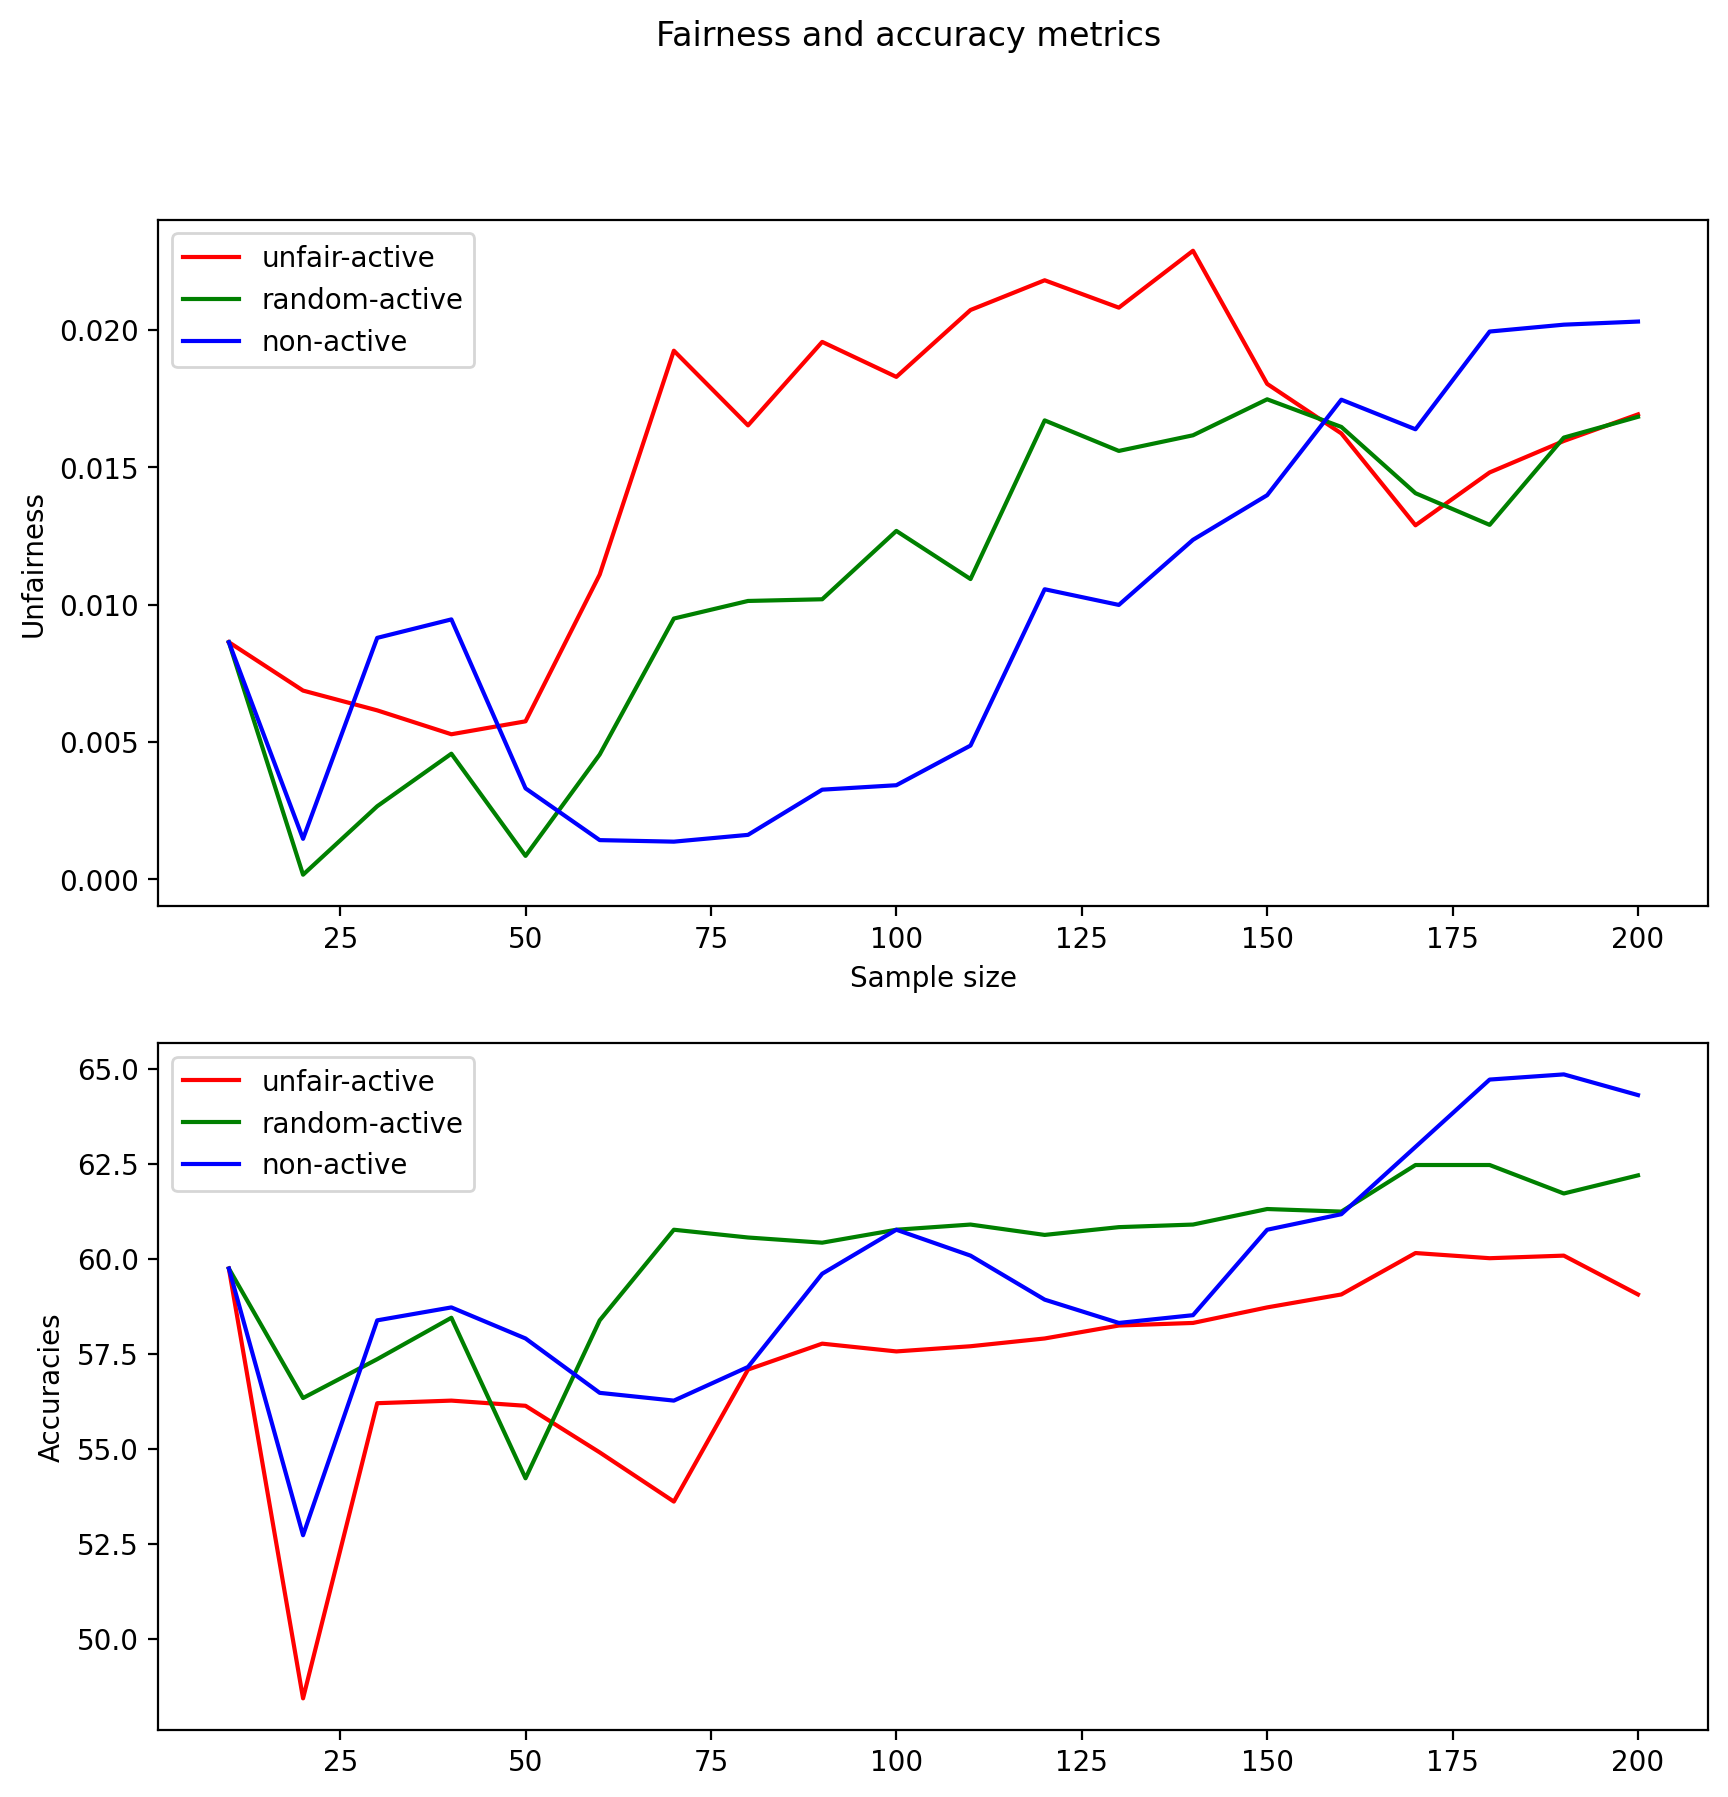 Fairness and accuracy metrics
unfair-active
random-active
non-active
0.020
0.015
0.010
0.005
0.000
Unfairness
25 50 75 100 125 150 175 200
Sample size
unfair-active
random-active
non-active
65.0
62.5
60.0
57.5
55.0
52.5
50.0
Accuracies
25 50 75 100 125 150 175 200